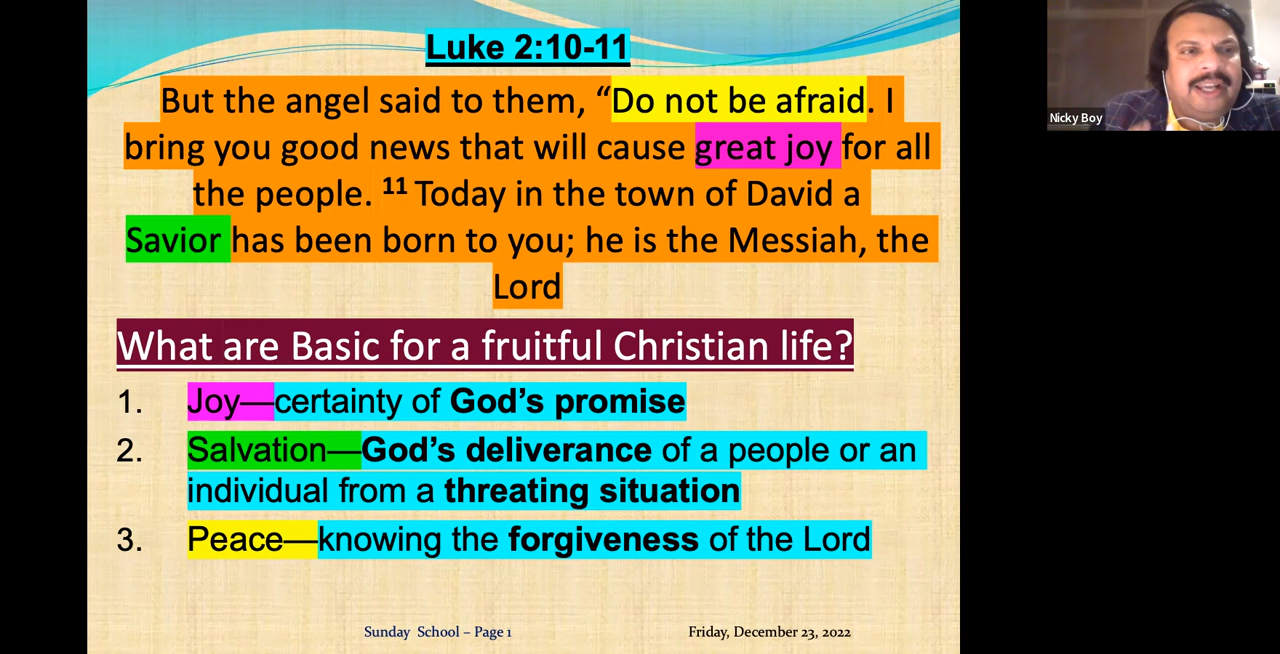 Luke 2:10-11
But the angel said to them, “Do not be afraid. I
bring you good news that will cause great joy for all
the people. 11 Today in the town of David a
Savior has been born to you; he is the Messiah, the
Lord
What are Basic for a fruitful Christian life?
1. Joy—certainty of God’s promise
2. Salvation—God’s deliverance of a people or an
individual from a threating situation
3. Peace—knowing the forgiveness of the Lord
Sunday School – Page 1
Friday, December 23, 2022
Nicky Boy